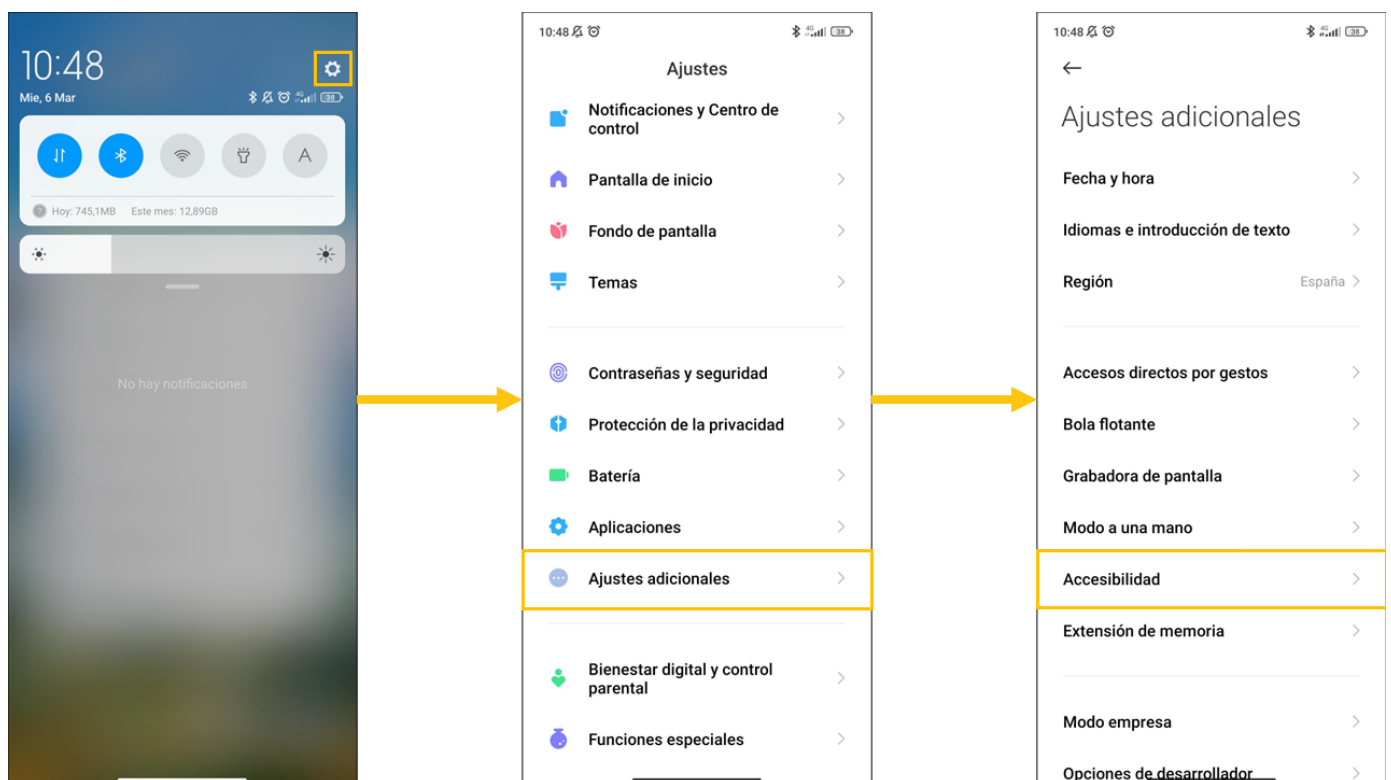 10:48
Mie, 6 Mar
4G
38
Hoy: 745,1MB Este mes: 12,89GB
No hay notificaciones
10:48
4G
38
Ajustes
Notificaciones y Centro de
control
Pantalla de inicio
Fondo de pantalla
Temas
Contraseñas y seguridad
Protección de la privacidad
Batería
Aplicaciones
Ajustes adicionales
Bienestar digital y control
parental
Funciones especiales
10:48
4G
38
Ajustes adicionales
Fecha y hora
Idiomas e introducción de texto
Región España
Accesos directos por gestos
Bola flotante
Grabadora de pantalla
Modo a una mano
Accesibilidad
Extensión de memoria
Modo empresa
Opciones de desarrollador